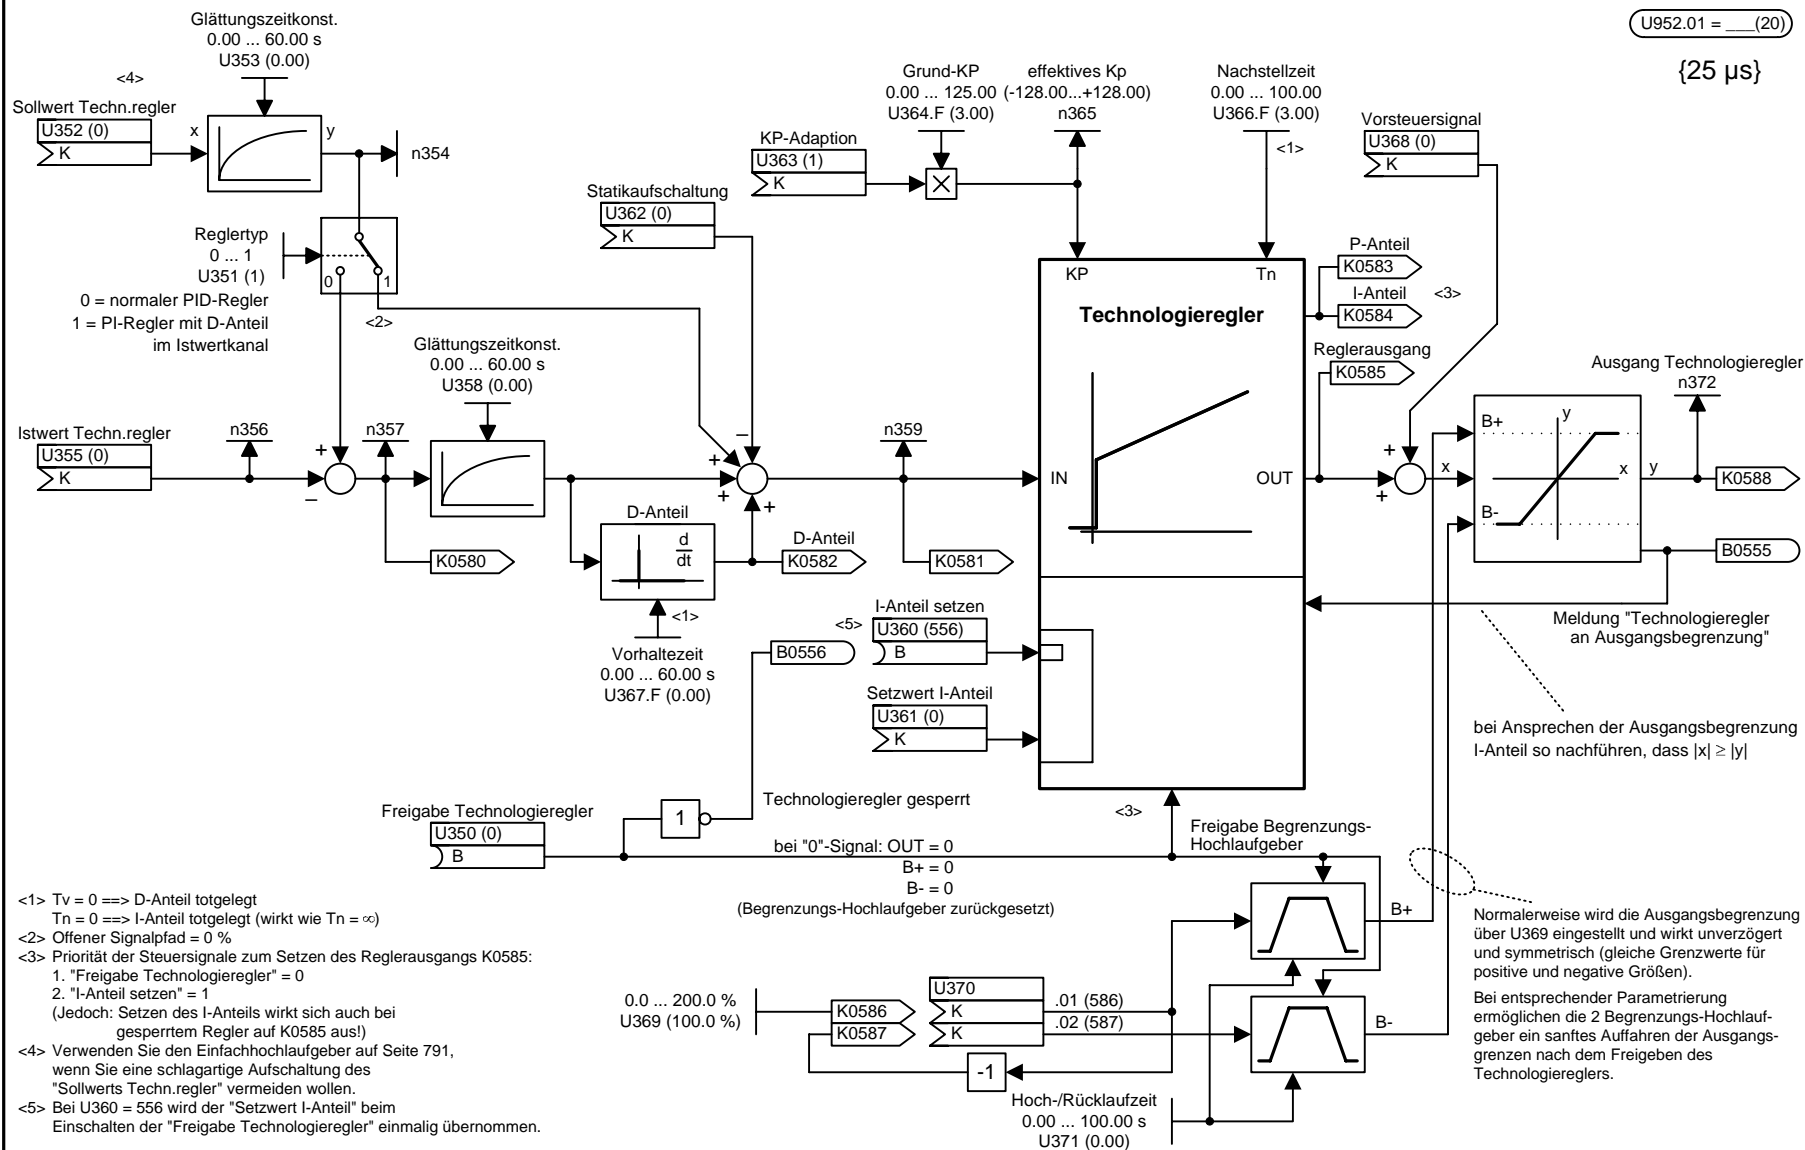 U952.01 = ___(20)
{25 µs}
Glättungszeitkonst.
0.00 ... 60.00 s
U353 (0.00)
<4>
Sollwert Techn.regler
U352 (0)
K
x
y
n354
Reglertyp
0 ... 1
U351 (1)
0 = normaler PID-Regler
1 = PI-Regler mit D-Anteil
im Istwertkanal
0
1
<2>
Grund-KP
0.00 ... 125.00
U364.F (3.00)
effektives Kp
(-128.00...+128.00)
n365
Nachstellzeit
0.00 ... 100.00
U366.F (3.00)
<1>
KP-Adaption
U363 (1)
K
Vorsteuersignal
U368 (0)
K
Statikaufschaltung
U362 (0)
K
Glättungszeitkonst.
0.00 ... 60.00 s
U358 (0.00)
Istwert Techn.regler
U355 (0)
K
n356
+
–
n357
K0580
D-Anteil
d
dt
<1>
Vorhaltezeit
0.00 ... 60.00 s
U367.F (0.00)
–
+
+
+
D-Anteil
K0582
n359
K0581
KP
Tn
Technologieregler
IN
OUT
P-Anteil
K0583
I-Anteil
<3>
K0584
Reglerausgang
K0585
+
+
x
B+
B-
y
x
y
Ausgang Technologieregler
n372
K0588
B0555
Meldung "Technologieregler
an Ausgangsbegrenzung"
bei Ansprechen der Ausgangsbegrenzung
I-Anteil so nachführen, dass |x| ≥ |y|
B0556
<5>
I-Anteil setzen
U360 (556)
B
Setzwert I-Anteil
U361 (0)
K
Freigabe Technologieregler
U350 (0)
B
1
Technologieregler gesperrt
bei "0"-Signal: OUT = 0
B+ = 0
B- = 0
(Begrenzungs-Hochlaufgeber zurückgesetzt)
<3>
Freigabe Begrenzungs-
Hochlaufgeber
B+
B-
0.0 ... 200.0 %
U369 (100.0 %)
K0586
K0587
U370
K
K
.01 (586)
.02 (587)
-1
Hoch-/Rücklaufzeit
0.00 ... 100.00 s
U371 (0.00)
Normalerweise wird die Ausgangsbegrenzung
über U369 eingestellt und wirkt unverzögert
und symmetrisch (gleiche Grenzwerte für
positive und negative Größen).
Bei entsprechender Parametrierung
ermöglichen die 2 Begrenzungs-Hochlauf-
geber ein sanftes Auffahren der Ausgangs-
grenzen nach dem Freigeben des
Technologiereglers.
<1> Tv = 0 ==> D-Anteil totgelegt
Tn = 0 ==> I-Anteil totgelegt (wirkt wie Tn = ∞)
<2> Offener Signalpfad = 0 %
<3> Priorität der Steuersignale zum Setzen des Reglerausgangs K0585:
1. "Freigabe Technologieregler" = 0
2. "I-Anteil setzen" = 1
(Jedoch: Setzen des I-Anteils wirkt sich auch bei
gesperrtem Regler auf K0585 aus!)
<4> Verwenden Sie den Einfachhochlaufgeber auf Seite 791,
wenn Sie eine schlagartige Aufschaltung des
"Sollwerts Techn.regler" vermeiden wollen.
<5> Bei U360 = 556 wird der "Setzwert I-Anteil" beim
Einschalten der "Freigabe Technologieregler" einmalig übernommen.